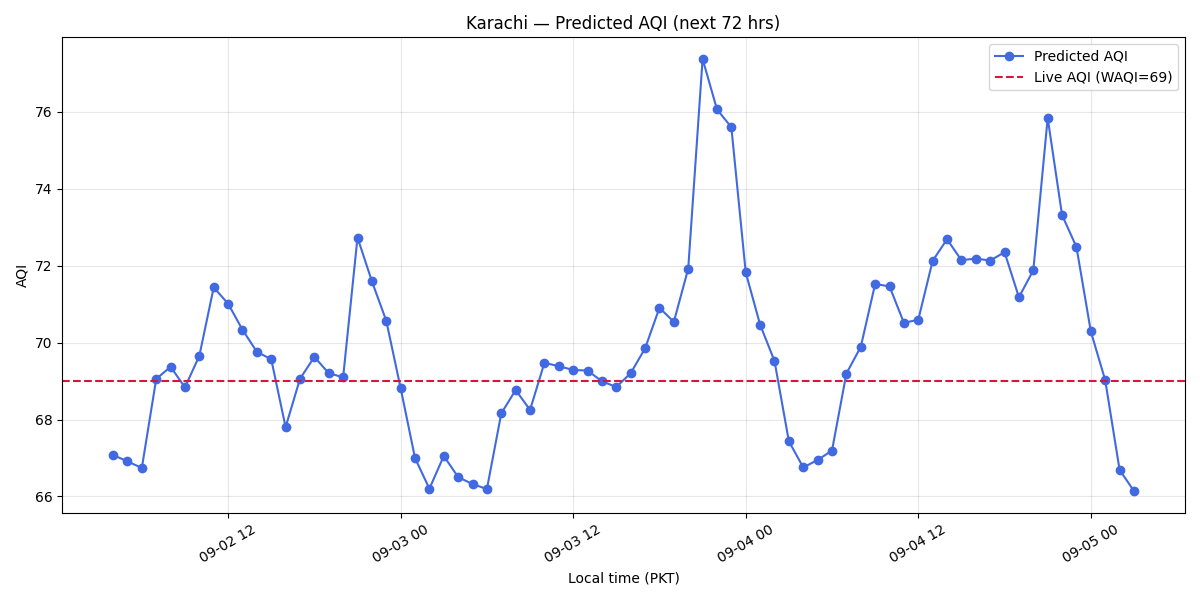 Karachi — Predicted AQI (next 72 hrs)
Predicted AQI
Live AQI (WAQI=69)
AQI
76
74
72
70
68
66
09-02 12
09-03 00
09-03 12
09-04 00
09-04 12
09-05 00
Local time (PKT)